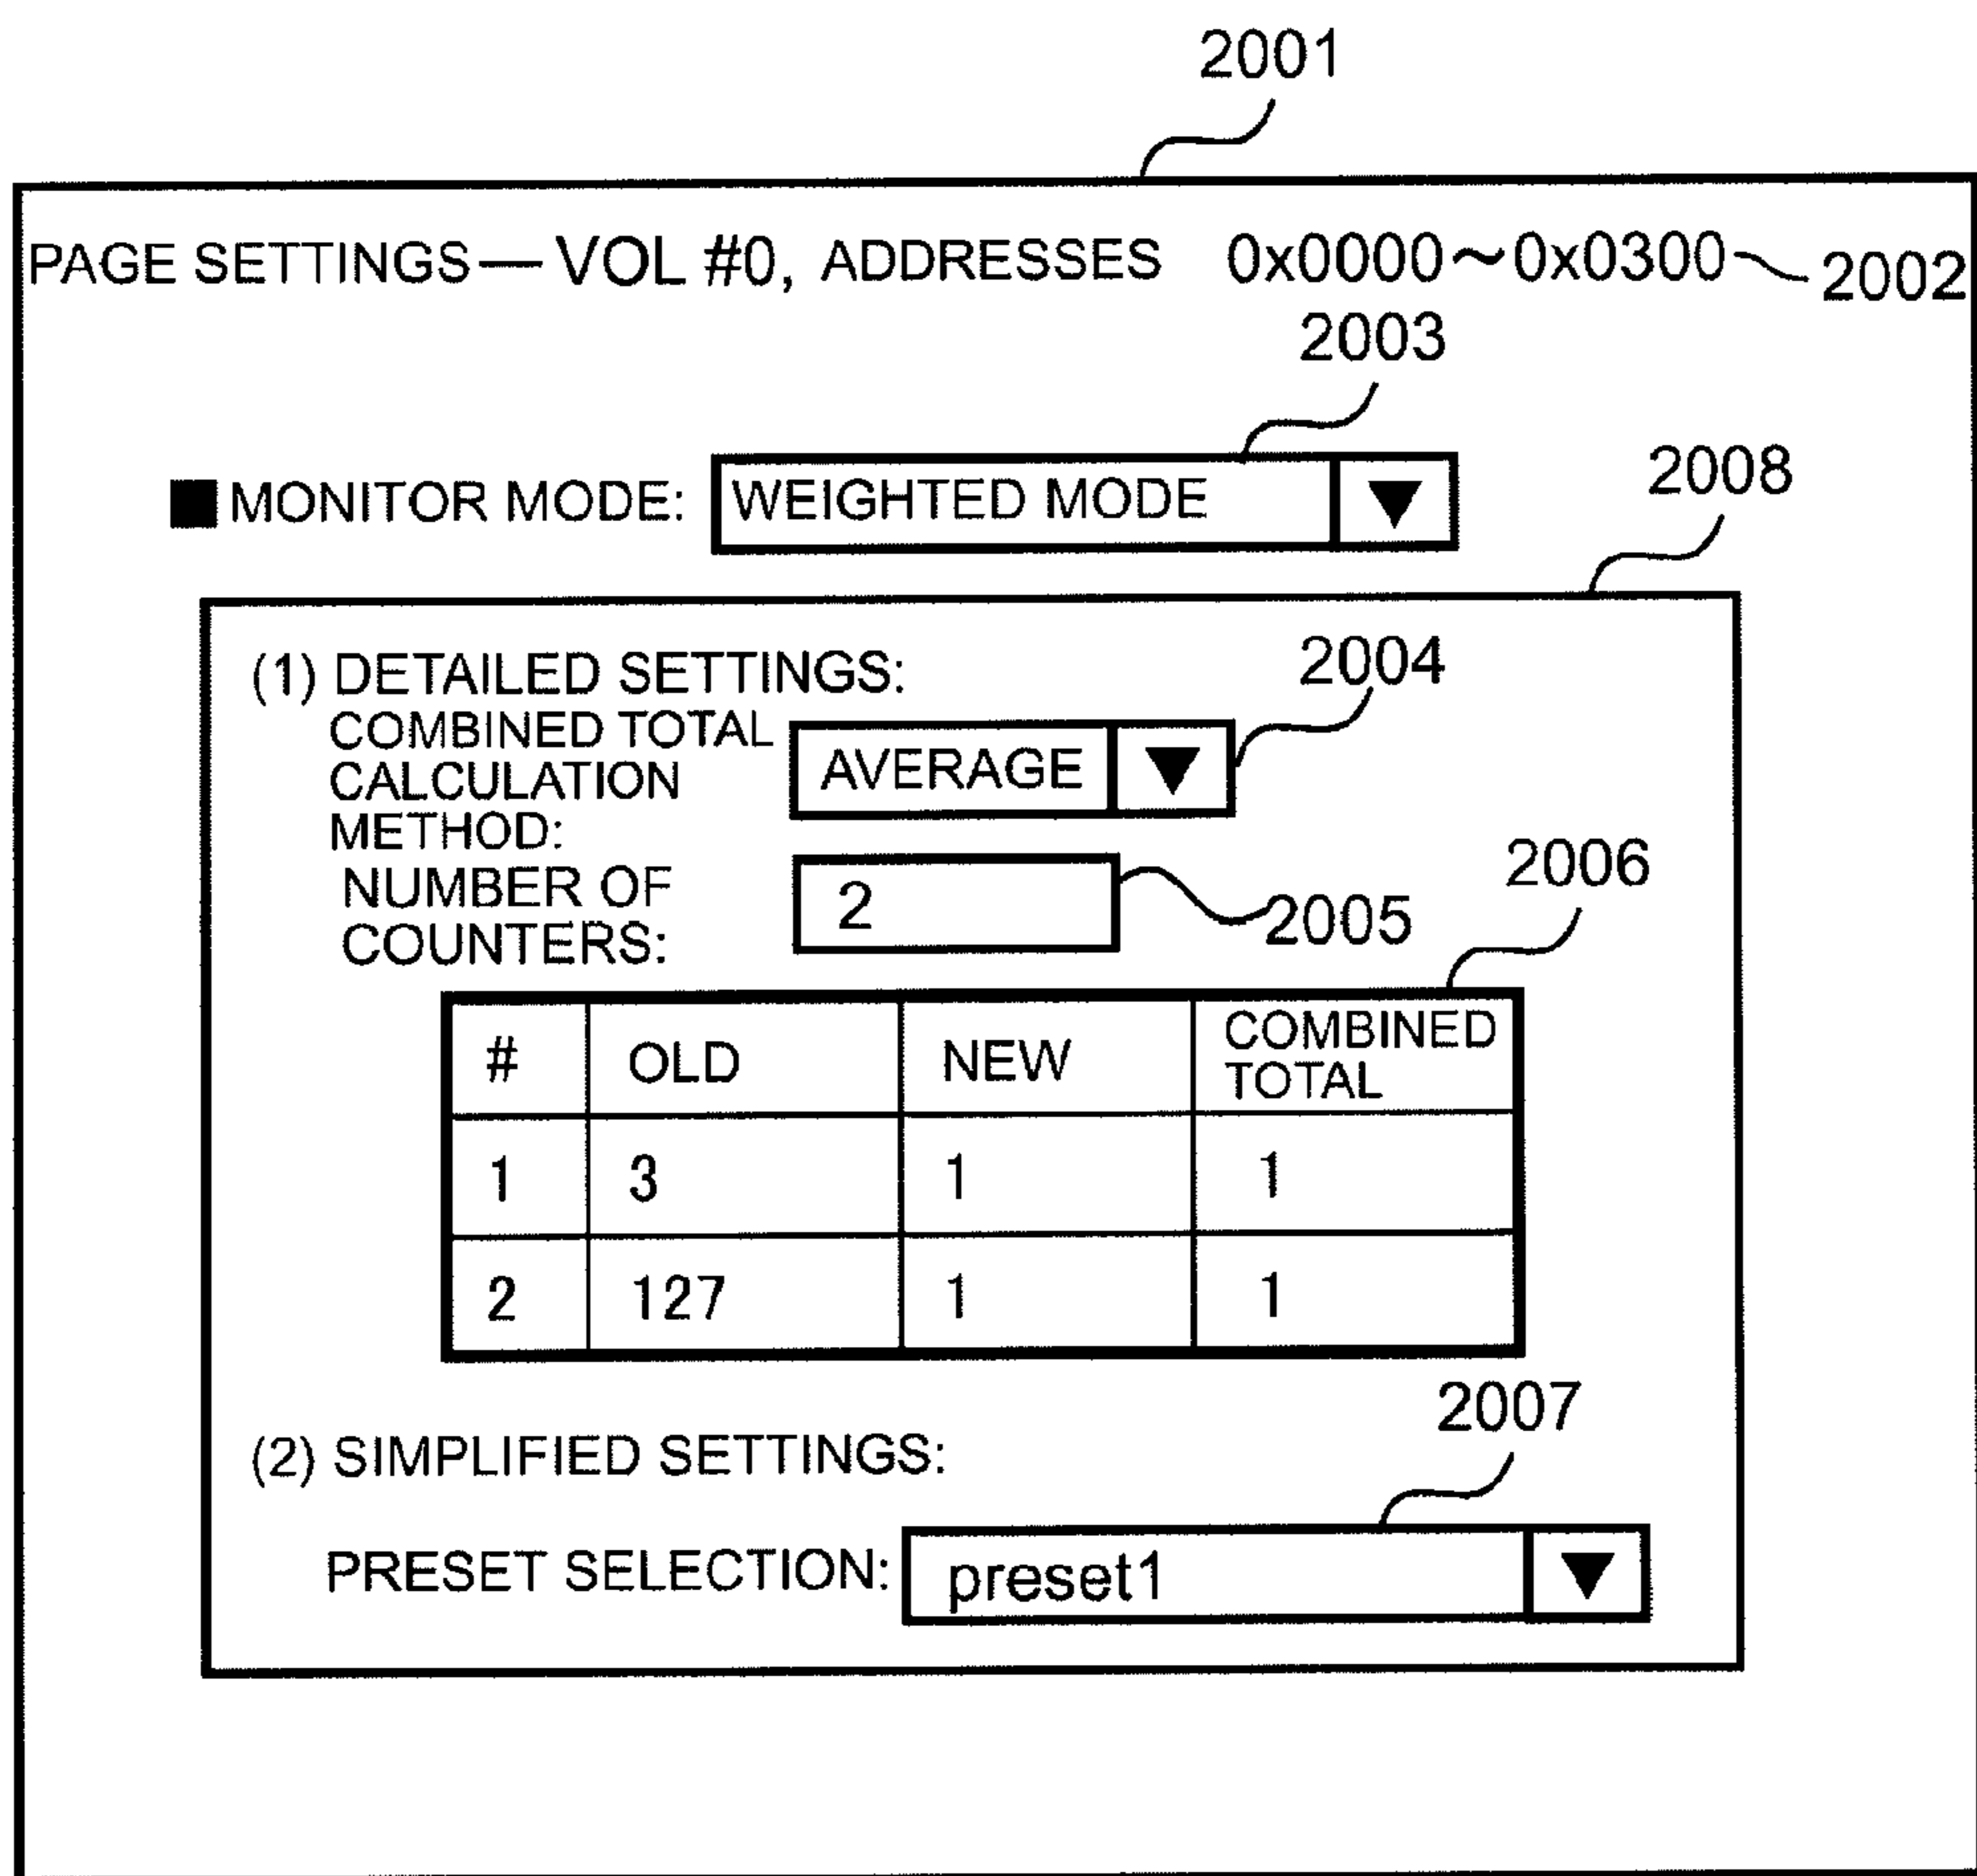 2001
PAGE SETTINGS— VOL #0, ADDRESSES 0x0000~0x0300 2002
2003
■ MONITOR MODE: WEIGHTED MODE ▼
2008
(1) DETAILED SETTINGS:
2004
COMBINED TOTAL
CALCULATION
METHOD:
AVERAGE ▼
NUMBER OF
COUNTERS:
2
2005
2006
# OLD NEW COMBINED TOTAL
1 3 1 1
2 127 1 1
2007
(2) SIMPLIFIED SETTINGS:
PRESET SELECTION: preset1 ▼